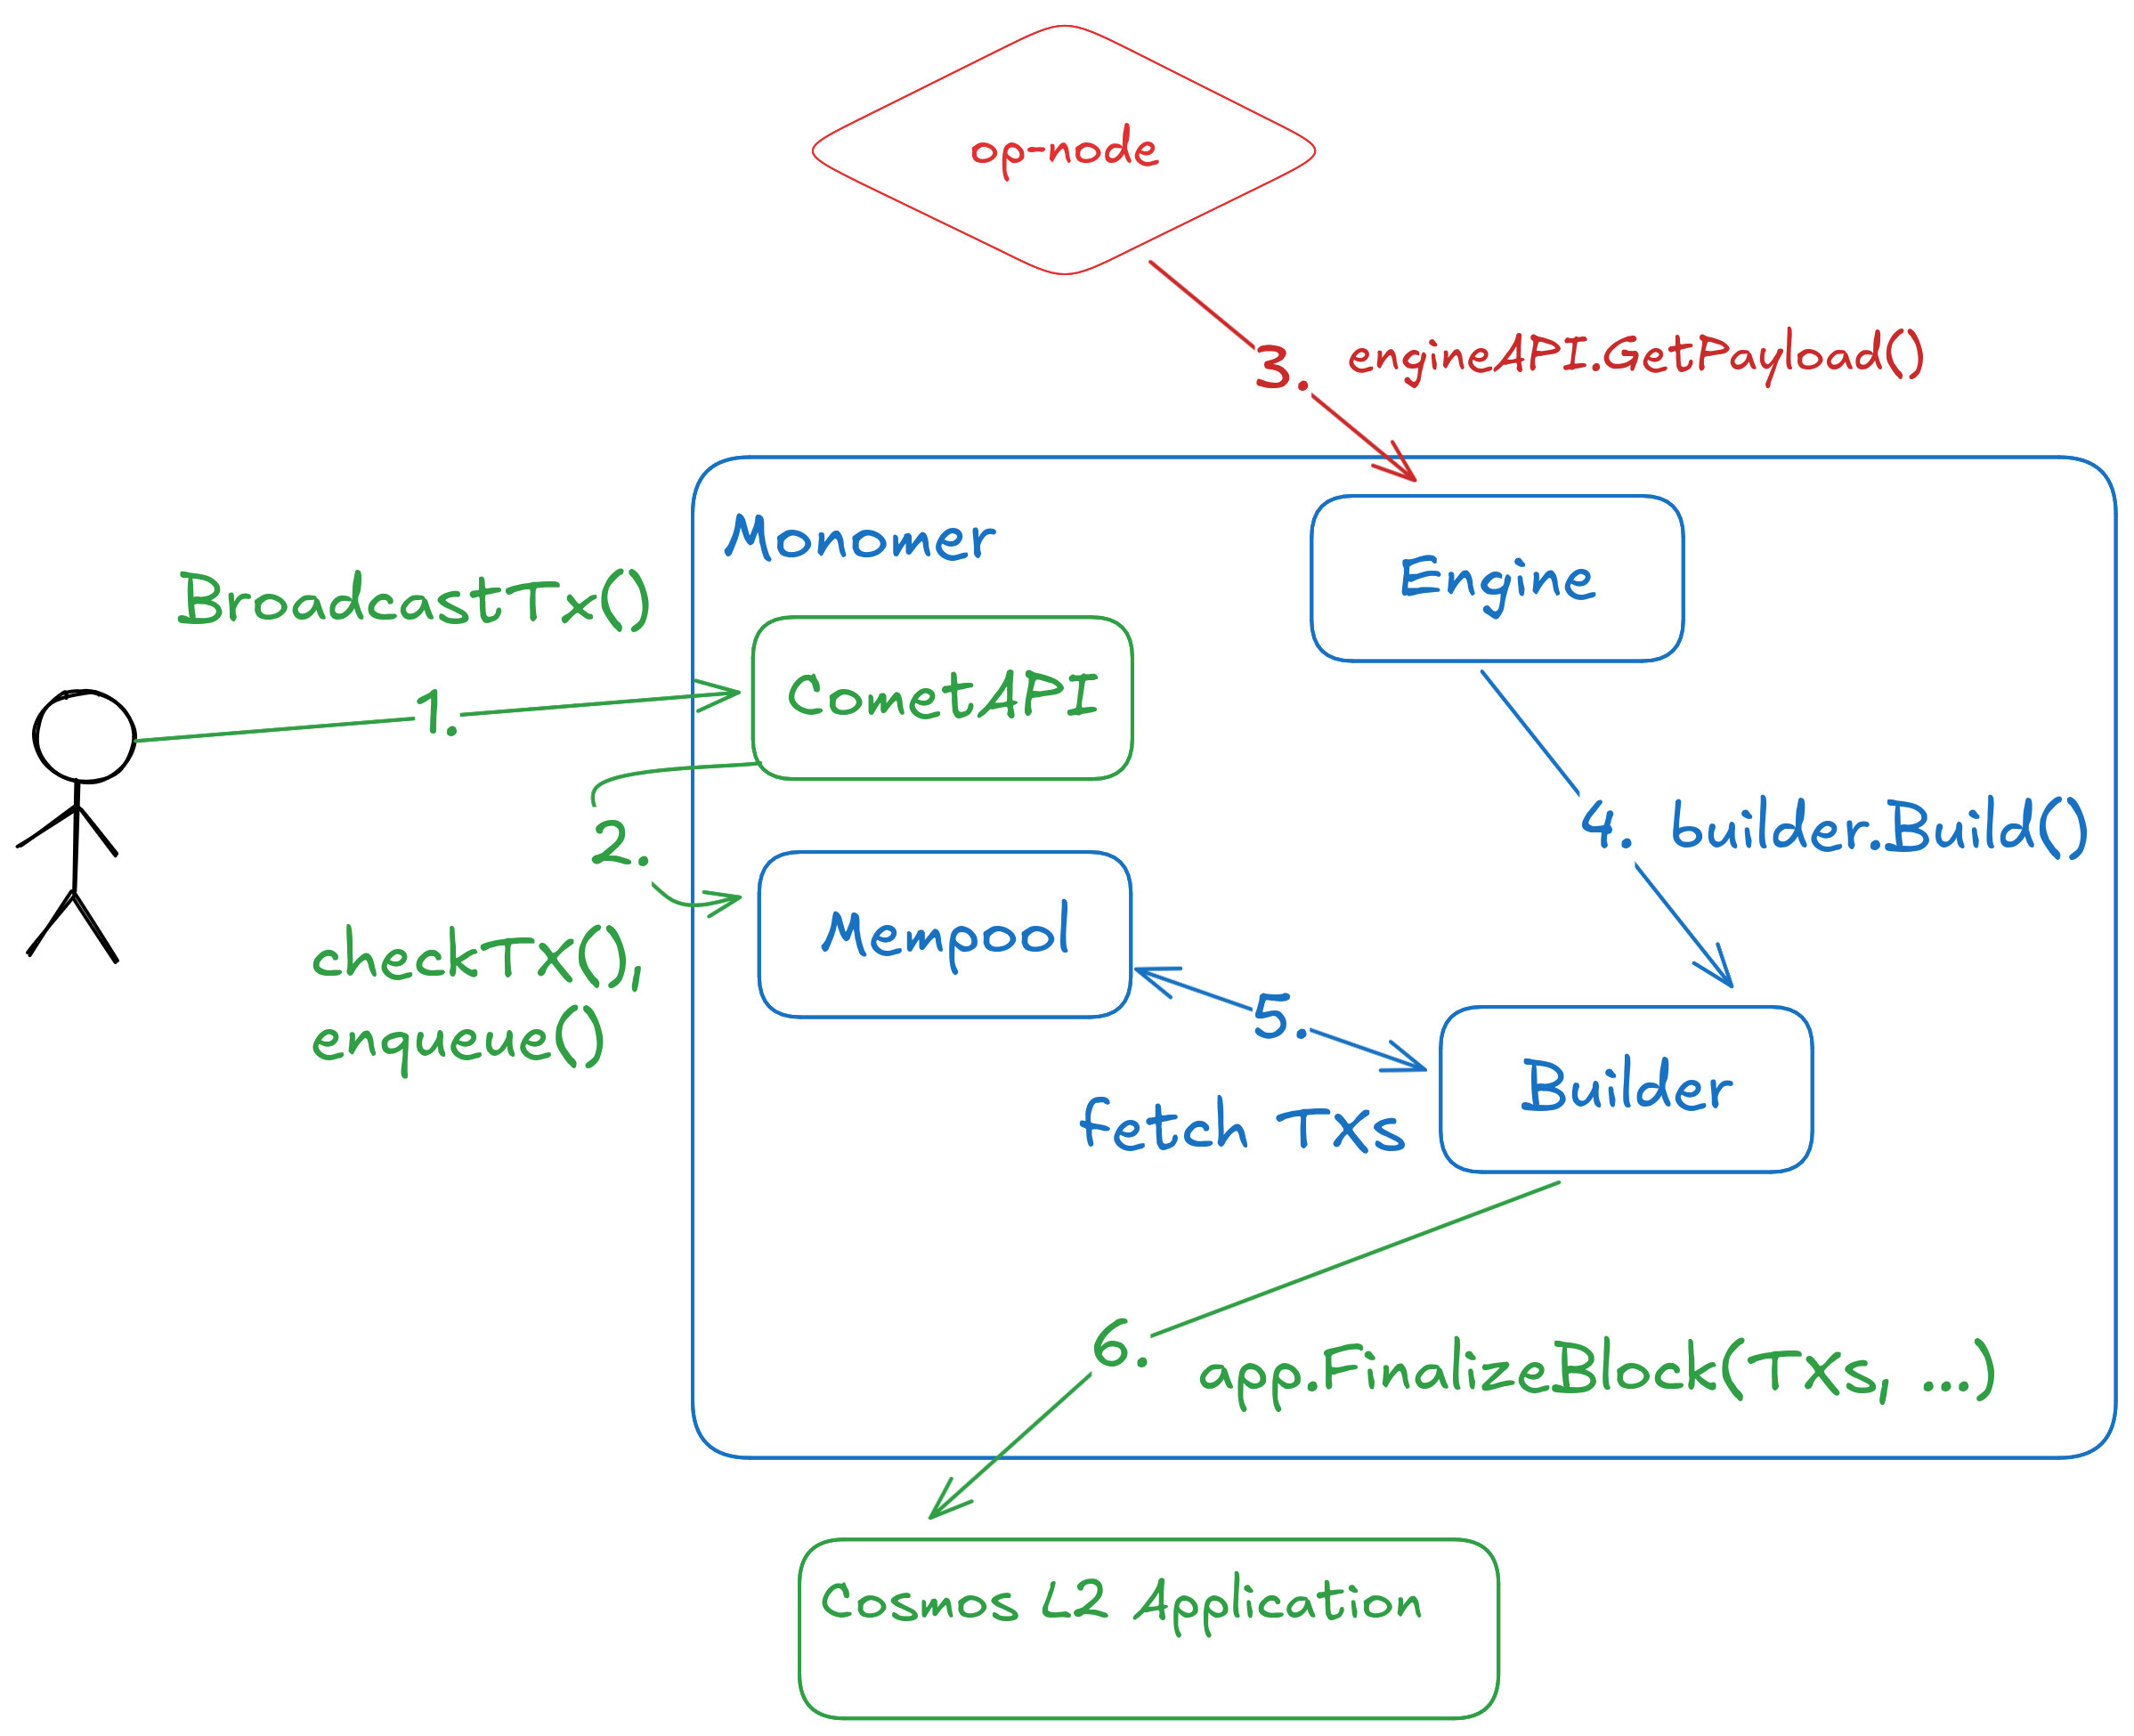 op-node
3. engineAPI.GetPayload()
Monomer
Engine
BroadcastTx()
CometAPI
1.
4. builder.Build()
2.
Mempool
checkTX(),
enqueue()
5.
Builder
fetch TXs
6.
app.FinalizeBlock(TXs, ...)
Cosmos L2 Application